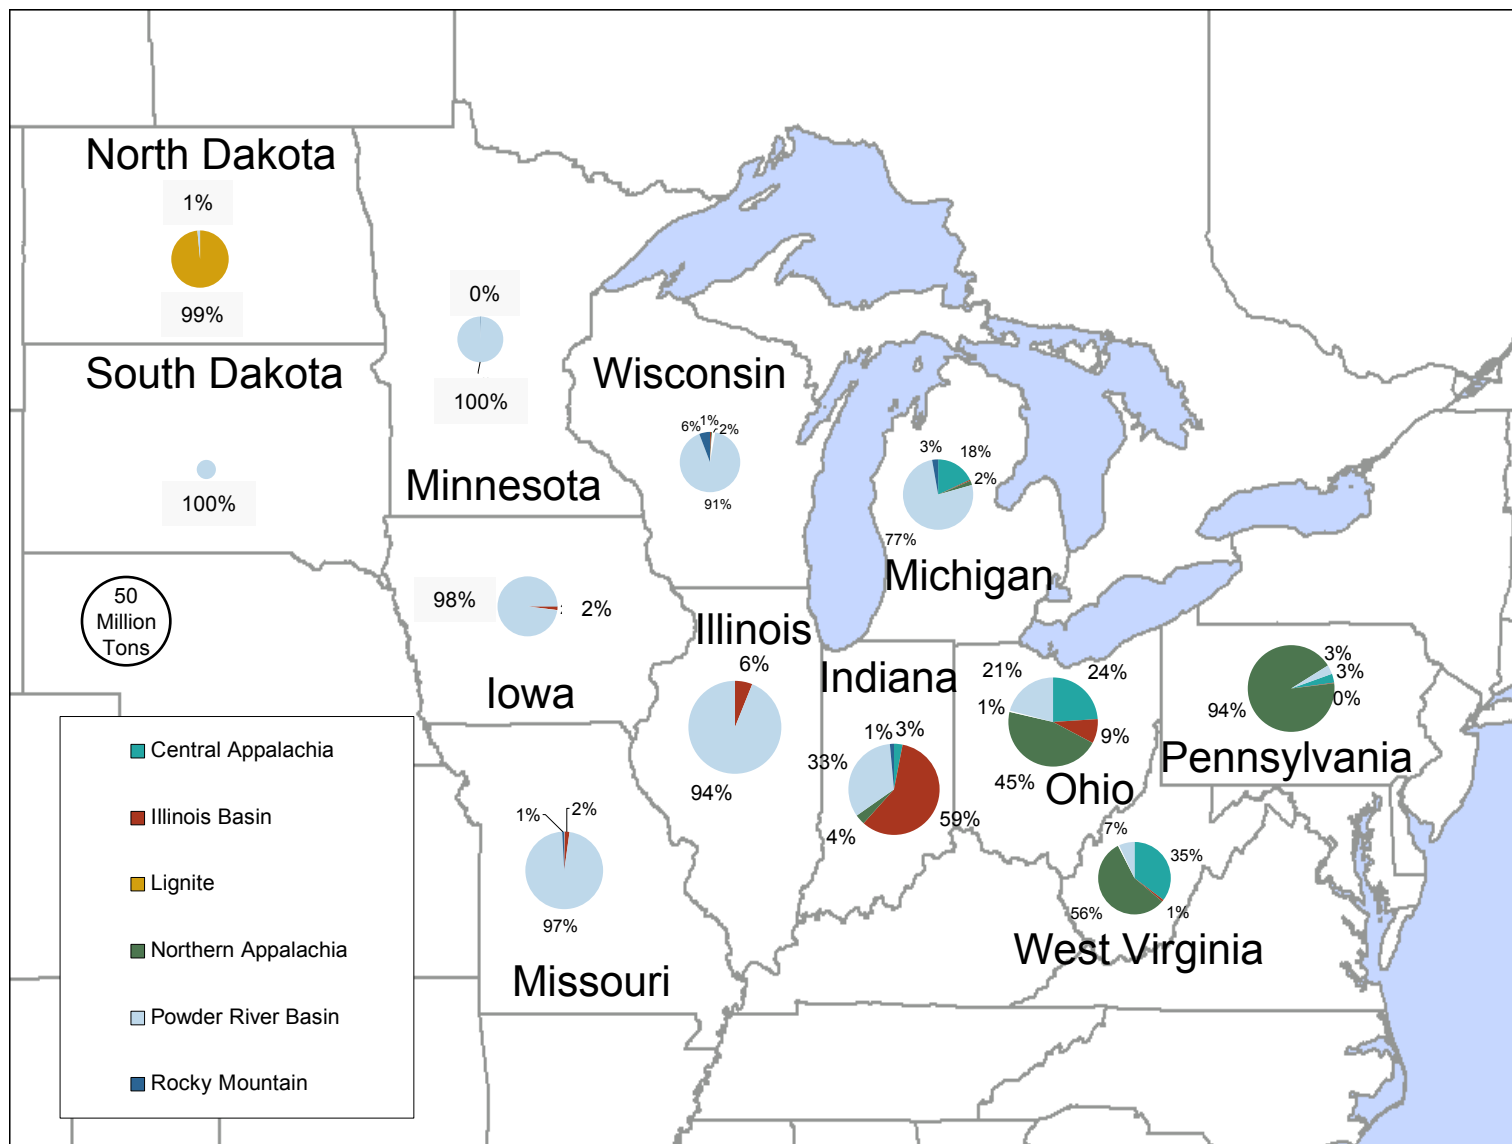 North Dakota
1%
99%
South Dakota
100%
0%
100%
Minnesota
Wisconsin
6%
1%
2%
91%
3%
18%
2%
77%
Michigan
50
Million
Tons
98%
2%
Iowa
Illinois
6%
94%
Indiana
1%
3%
33%
4%
59%
21%
24%
1%
9%
45%
Ohio
3%
3%
0%
94%
Pennsylvania
7%
35%
56%
1%
West Virginia
1%
2%
97%
Missouri
Central Appalachia
Illinois Basin
Lignite
Northern Appalachia
Powder River Basin
Rocky Mountain